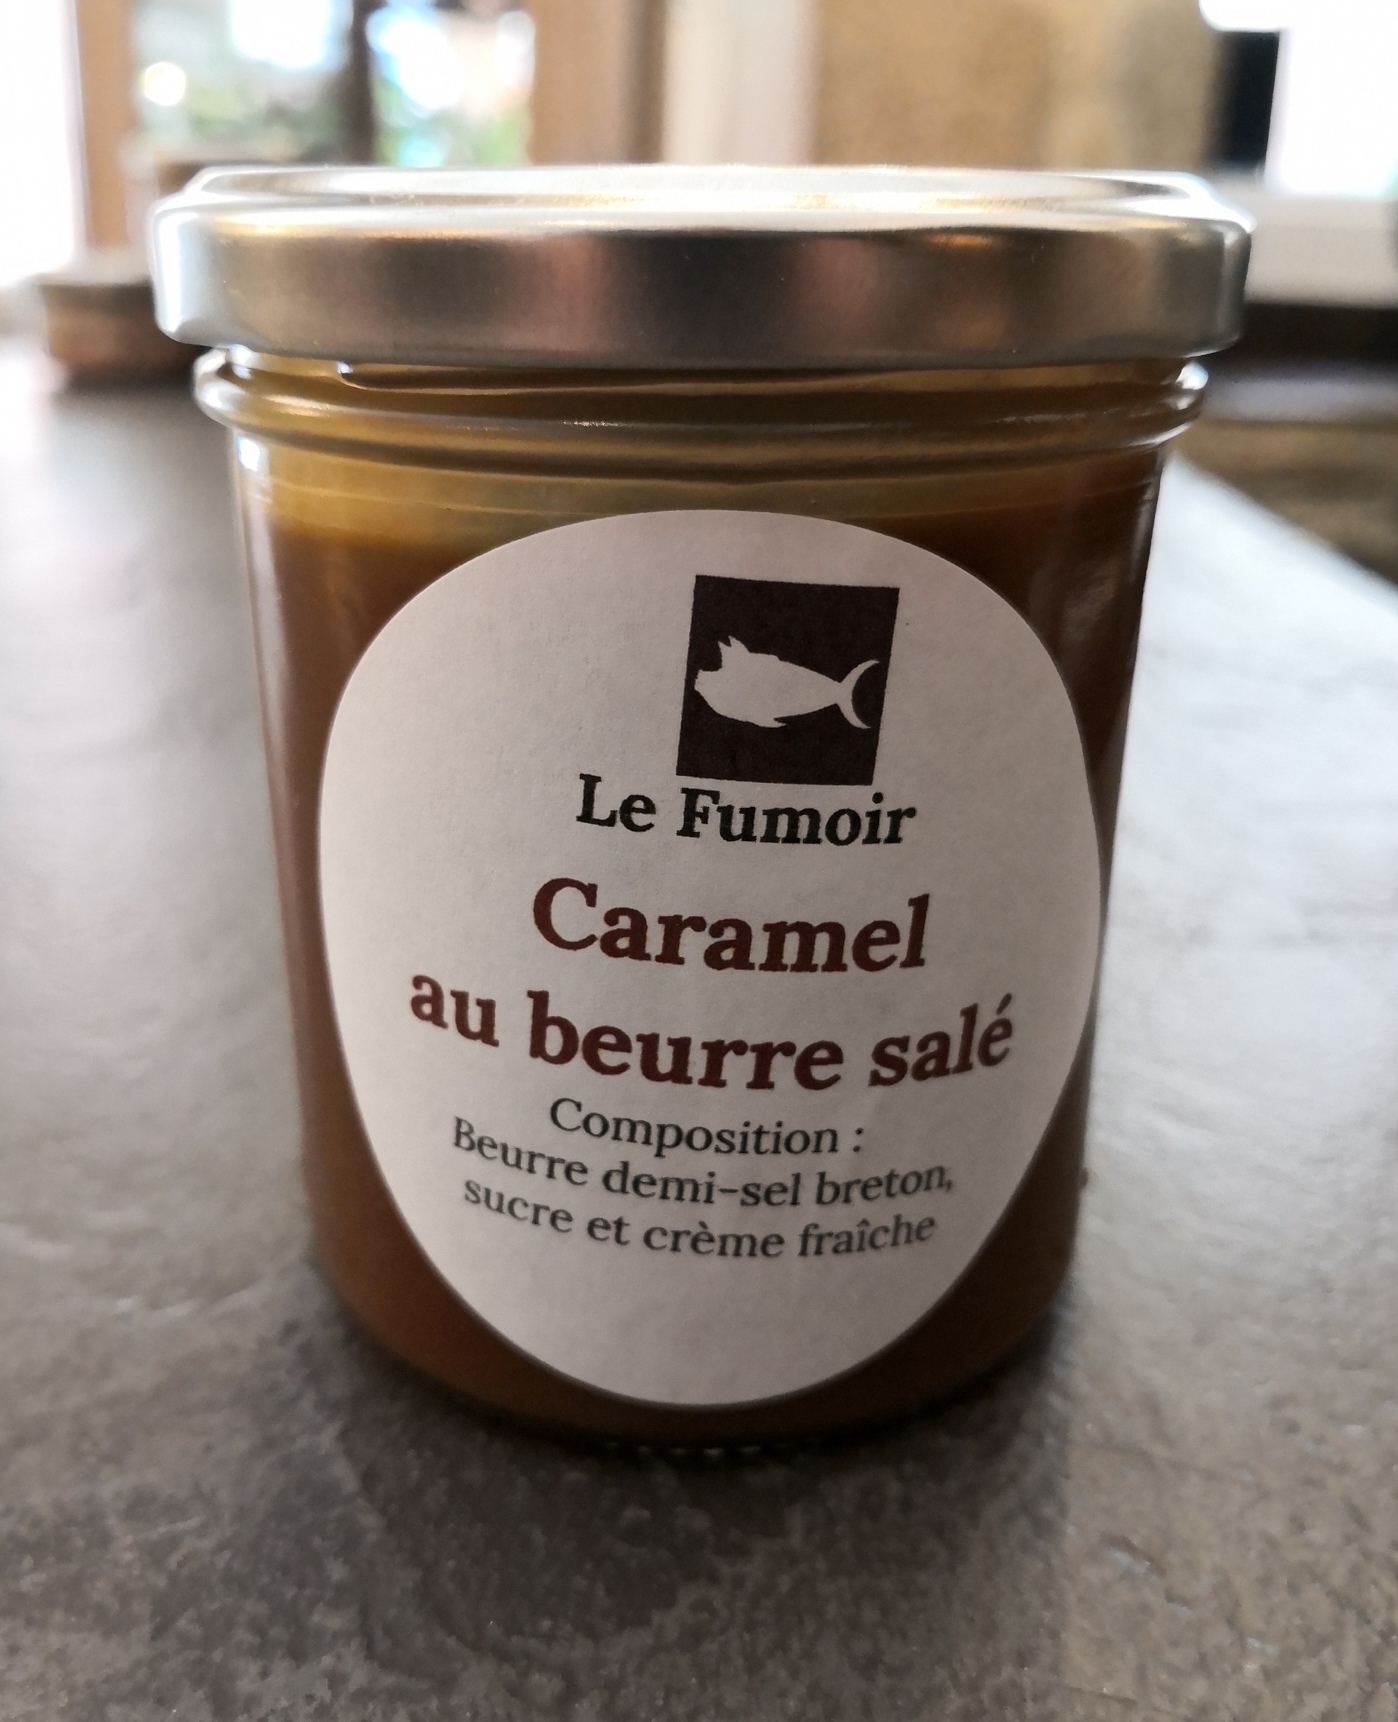 Le Fumoir
Caramel
au beurre salé
Composition :
Beurre demi-sel breton,
sucre et crème fraîche